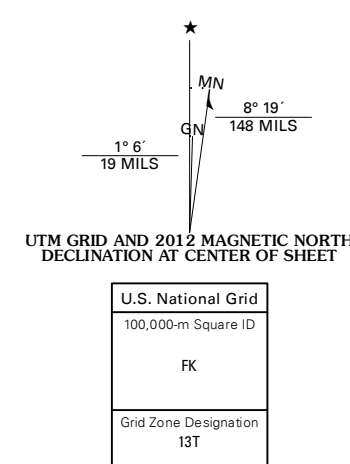 ★
MN
GN
8° 19´
148 MILS
1° 6´
19 MILS
UTM GRID AND 2012 MAGNETIC NORTH
DECLINATION AT CENTER OF SHEET
U.S. National Grid
100,000-m Square ID
FK
Grid Zone Designation
13T